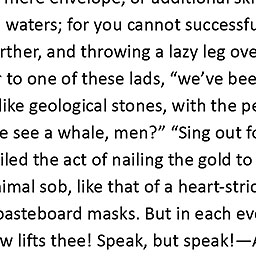 mere envelope, or additional ski
waters; for you cannot successfu
rther, and throwing a lazy leg ove
to one of these lads, “we’ve bee
like geological stones, with the pe
e see a whale, men?” “Sing out fo
iled the act of nailing the gold to
imal sob, like that of a heart-stric
pasteboard masks. But in each eve
w lifts thee! Speak, but speak!—A